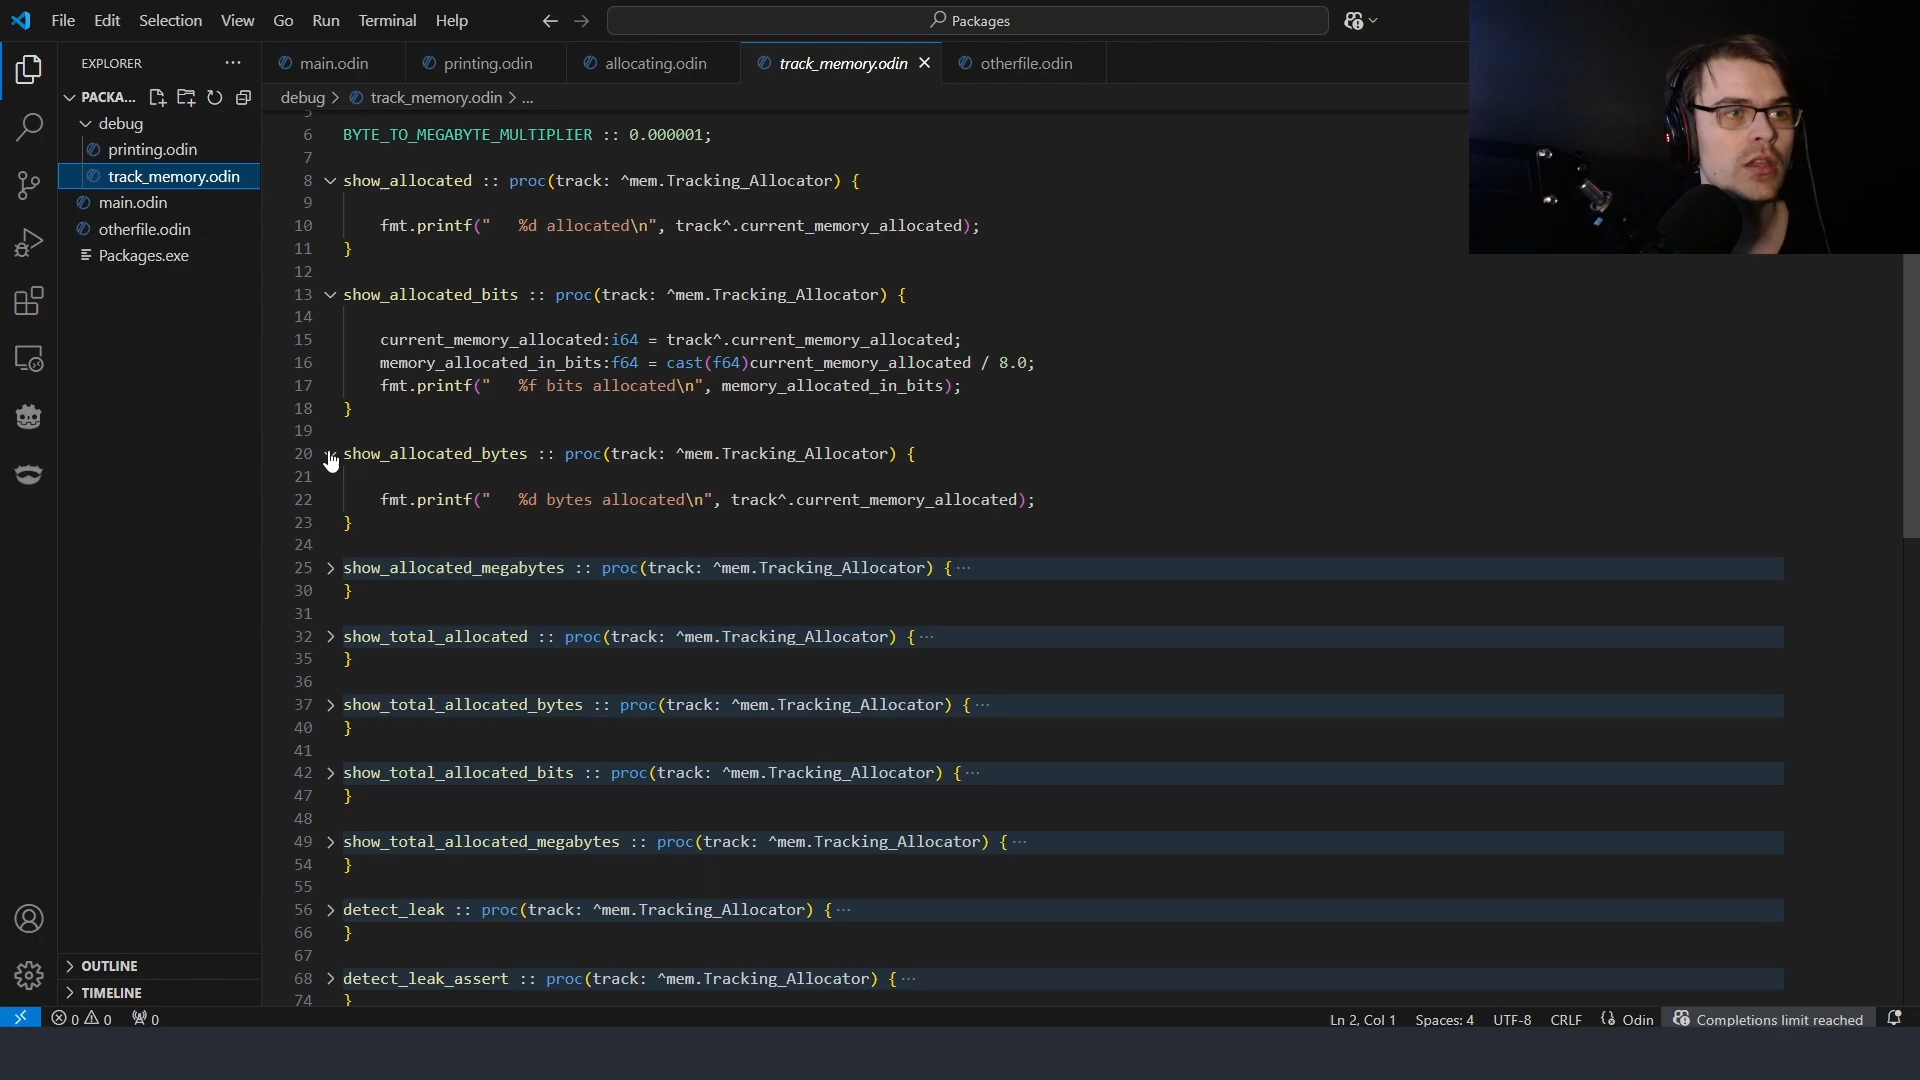 File Edit Selection View Go Run Terminal Help
Packages
EXPLORER
main.odin
printing.odin
allocating.odin
track_memory.odin
otherfile.odin
PACKA...
debug > track_memory.odin > ...
debug
printing.odin
track_memory.odin
main.odin
otherfile.odin
Packages.exe
5
6 BYTE_TO_MEGABYTE_MULTIPLIER :: 0.000001;
7
8 show_allocated :: proc(track: ^mem.Tracking_Allocator) {
9
10 fmt.printf("   %d allocated\n", track^.current_memory_allocated);
11 }
12
13 show_allocated_bits :: proc(track: ^mem.Tracking_Allocator) {
14
15 current_memory_allocated:i64 = track^.current_memory_allocated;
16 memory_allocated_in_bits:f64 = cast(f64)current_memory_allocated / 8.0;
17 fmt.printf("   %f bits allocated\n", memory_allocated_in_bits);
18 }
19
20 show_allocated_bytes :: proc(track: ^mem.Tracking_Allocator) {
21
22 fmt.printf("   %d bytes allocated\n", track^.current_memory_allocated);
23 }
24
25 show_allocated_megabytes :: proc(track: ^mem.Tracking_Allocator) {···
30 }
31
32 show_total_allocated :: proc(track: ^mem.Tracking_Allocator) {···
35 }
36
37 show_total_allocated_bytes :: proc(track: ^mem.Tracking_Allocator) {···
40 }
41
42 show_total_allocated_bits :: proc(track: ^mem.Tracking_Allocator) {···
47 }
48
49 show_total_allocated_megabytes :: proc(track: ^mem.Tracking_Allocator) {···
54 }
55
56 detect_leak :: proc(track: ^mem.Tracking_Allocator) {···
66 }
67
68 detect_leak_assert :: proc(track: ^mem.Tracking_Allocator) {···
74 }
OUTLINE
TIMELINE
0 0 0
Ln 2, Col 1 Spaces: 4 UTF-8 CRLF Odin Completions limit reached